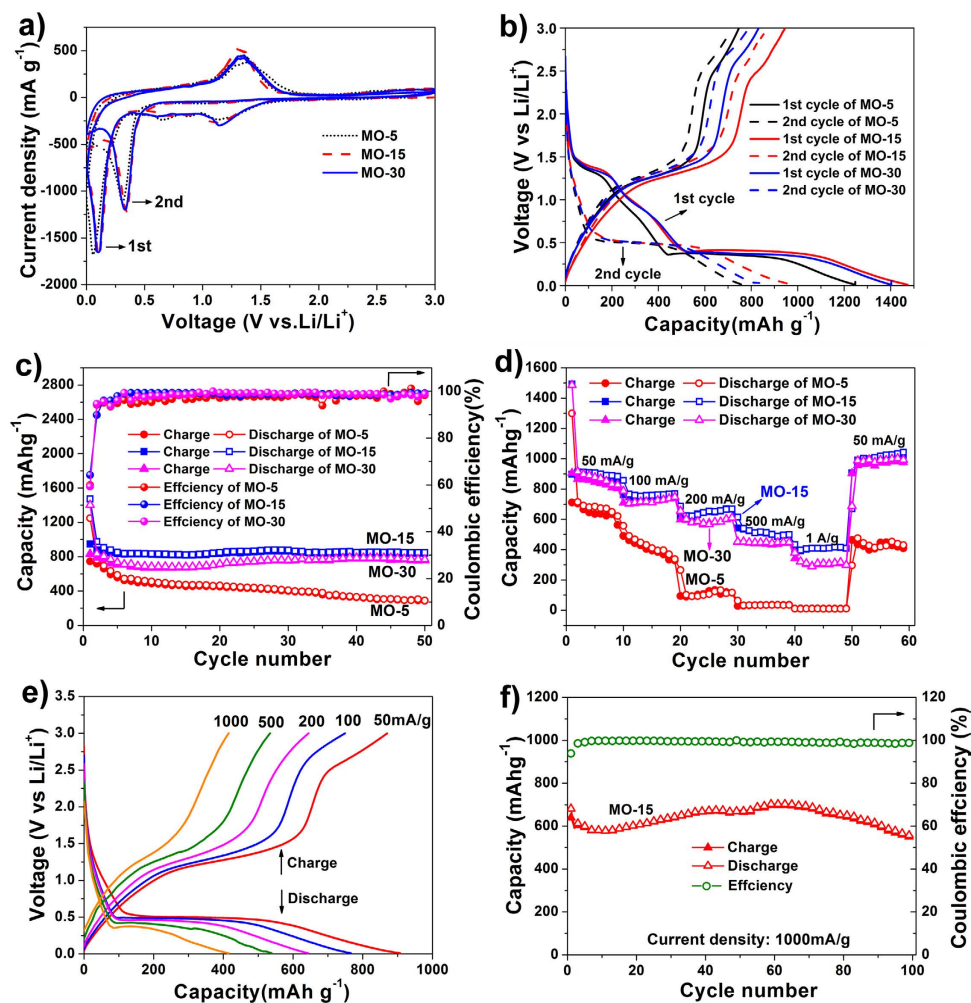 a)
500
0
-500
-1000
-1500
-2000
Current density (mA g-1)
MO-5
MO-15
MO-30
2nd
1st
0.0 0.5 1.0 1.5 2.0 2.5 3.0
Voltage (V vs.Li/Li+)
b)
3.0
2.5
2.0
1.5
1.0
0.5
0.0
Voltage (V vs Li/Li+)
1st cycle of MO-5
2nd cycle of MO-5
1st cycle of MO-15
2nd cycle of MO-15
1st cycle of MO-30
2nd cycle of MO-30
1st cycle
2nd cycle
0 200 400 600 800 1000 1200 1400
Capacity(mAh g-1)
c)
2800
2400
2000
1600
1200
800
400
0
Capacity (mAhg-1)
100
80
60
40
20
0
Coulombic efficiency(%)
Charge Discharge of MO-5
Charge Discharge of MO-15
Charge Discharge of MO-30
Effciency of MO-5
Effciency of MO-15
Effciency of MO-30
MO-15
MO-30
MO-5
0 10 20 30 40 50
Cycle number
d)
1600
1400
1200
1000
800
600
400
200
0
Capacity (mAhg-1)
Charge Discharge of MO-5
Charge Discharge of MO-15
Charge Discharge of MO-30
50 mA/g
100 mA/g
200 mA/g
MO-15
500 mA/g
1 A/g
50 mA/g
MO-30
MO-5
0 10 20 30 40 50 60
Cycle number
e)
3.5
3.0
2.5
2.0
1.5
1.0
0.5
0.0
Voltage (V vs Li/Li+)
1000 500 200 100 50mA/g
Charge
Discharge
0 200 400 600 800 1000
Capacity(mAh g-1)
f)
1200
1000
800
600
400
200
0
Capacity (mAhg-1)
120
100
80
60
40
20
0
Coulombic effciency (%)
MO-15
Charge
Discharge
Effciency
Current density: 1000mA/g
0 20 40 60 80 100
Cycle number